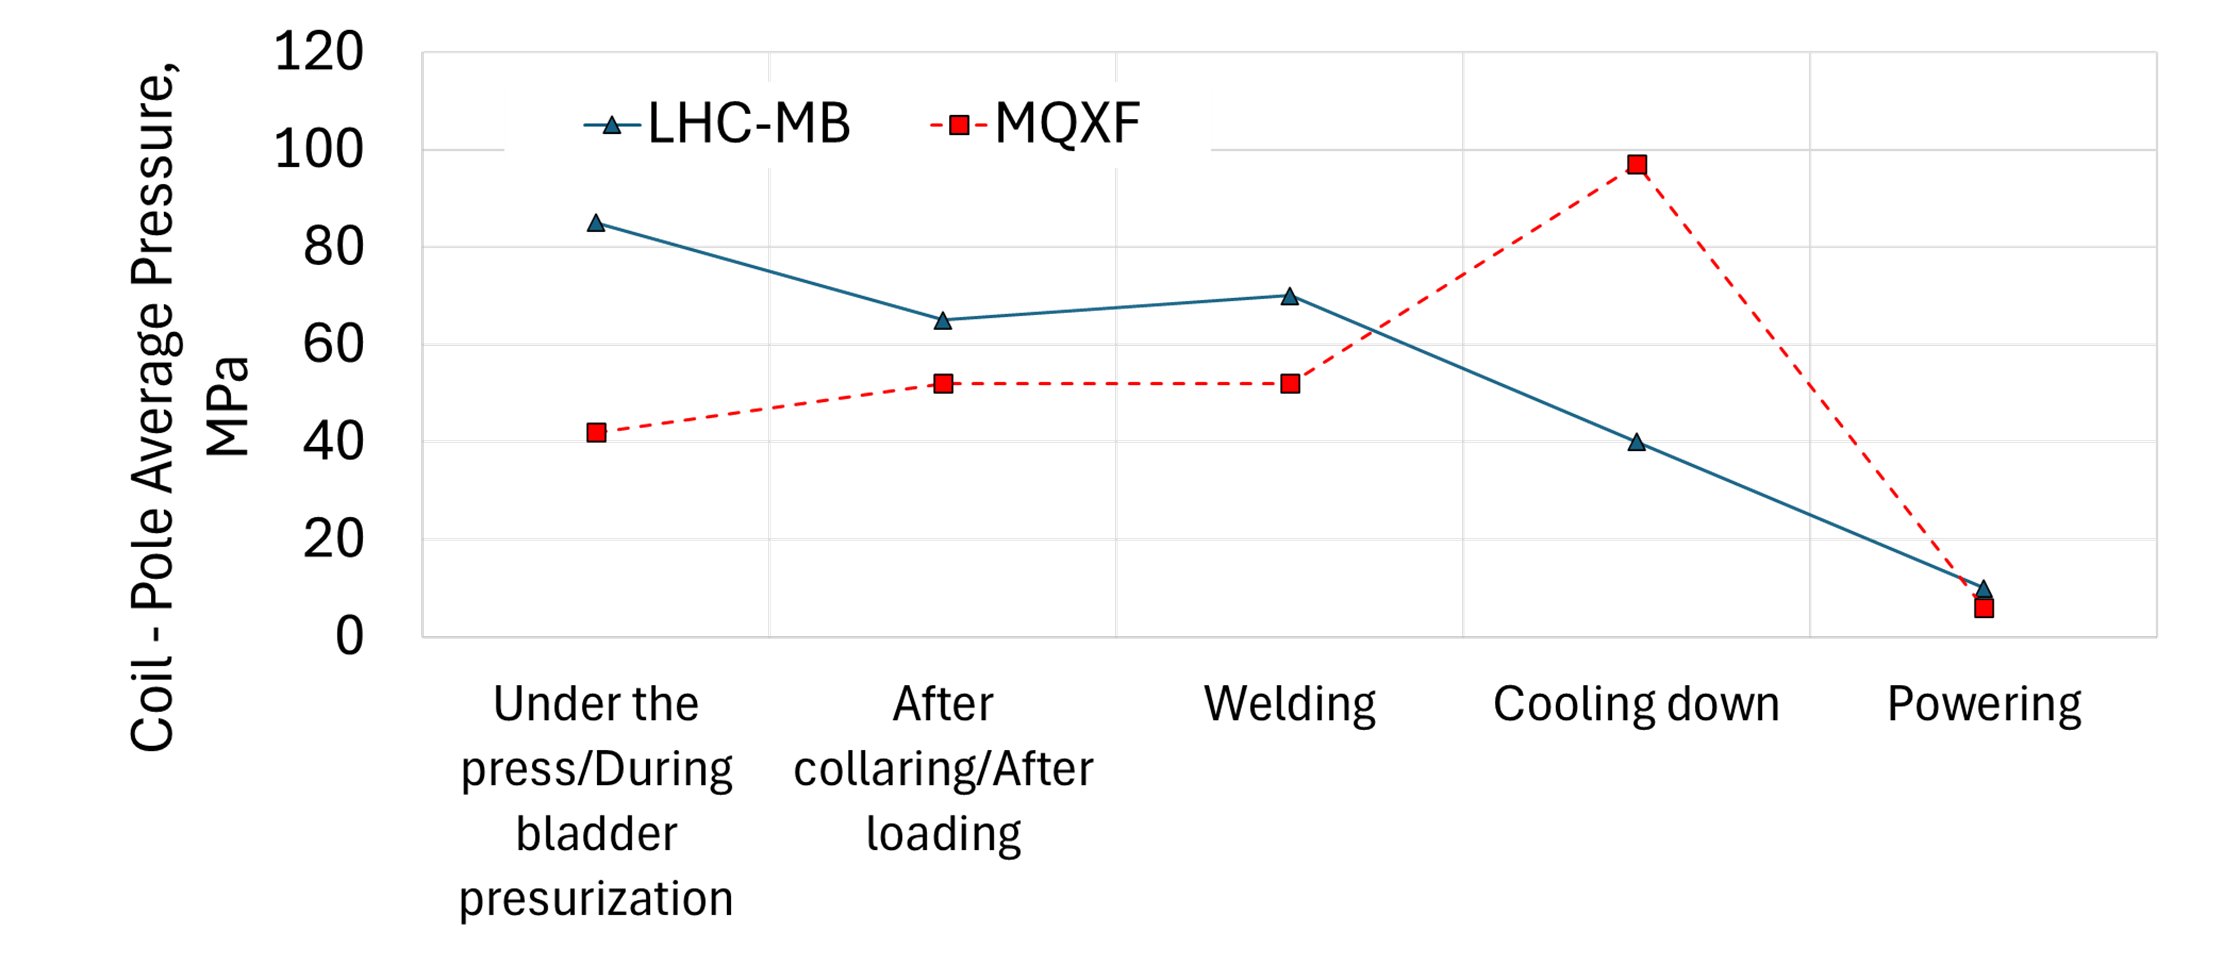 Coil - Pole Average Pressure,
MPa
120
100
80
60
40
20
0
LHC-MB
MQXF
Under the
press/During
bladder
presurization
After
collaring/After
loading
Welding
Cooling down
Powering